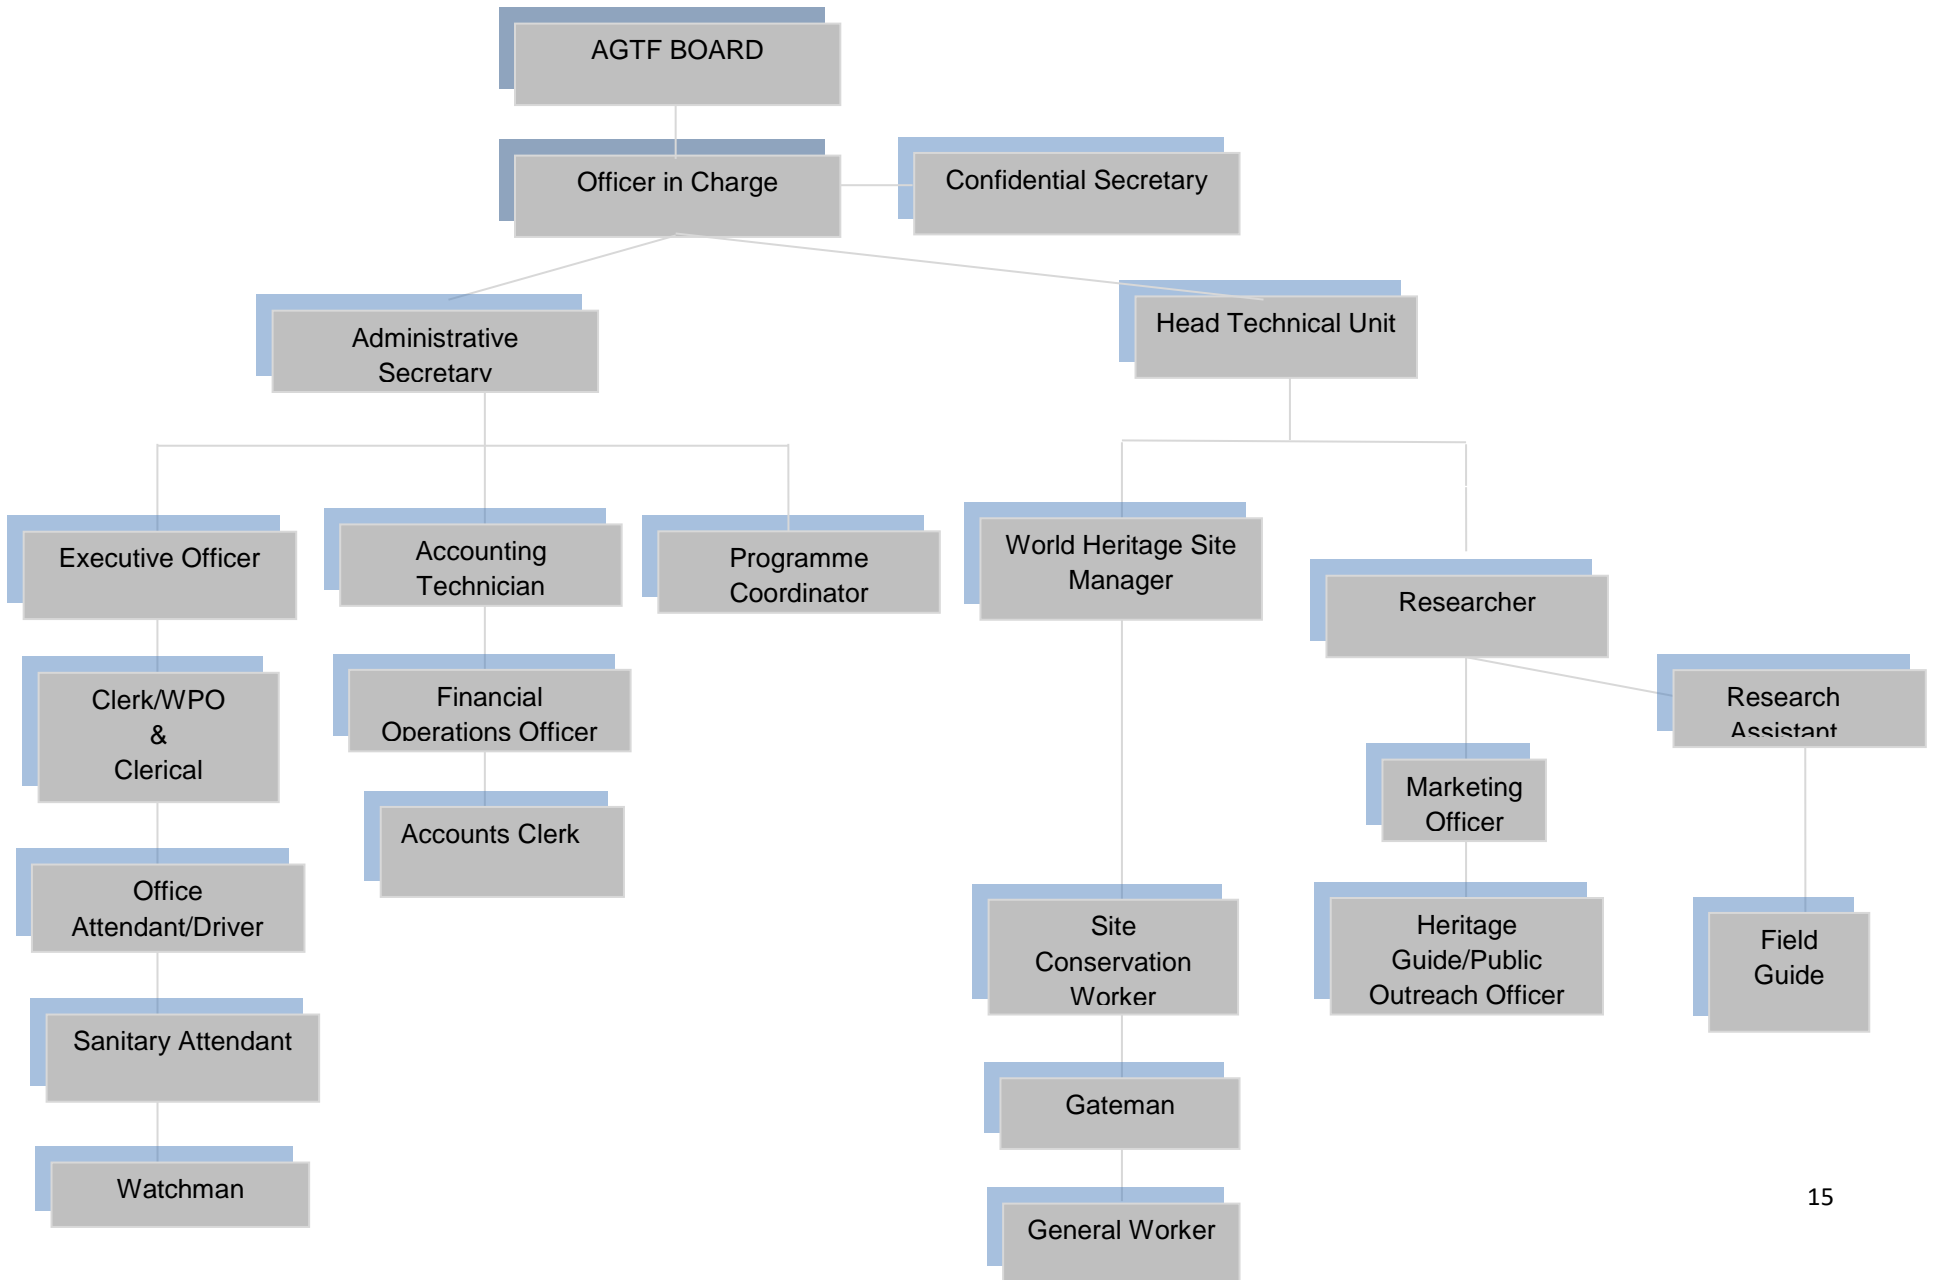 AGTF BOARD
Officer in Charge
Confidential Secretary
Administrative
Secretary
Head Technical Unit
Executive Officer
Accounting
Technician
Programme
Coordinator
World Heritage Site
Manager
Researcher
Clerk/WPO
&
Clerical
Financial
Operations Officer
Research
Assistant
Marketing
Officer
Accounts Clerk
Office
Attendant/Driver
Site
Conservation
Worker
Heritage
Guide/Public
Outreach Officer
Field
Guide
Sanitary Attendant
Gateman
Watchman
General Worker
15